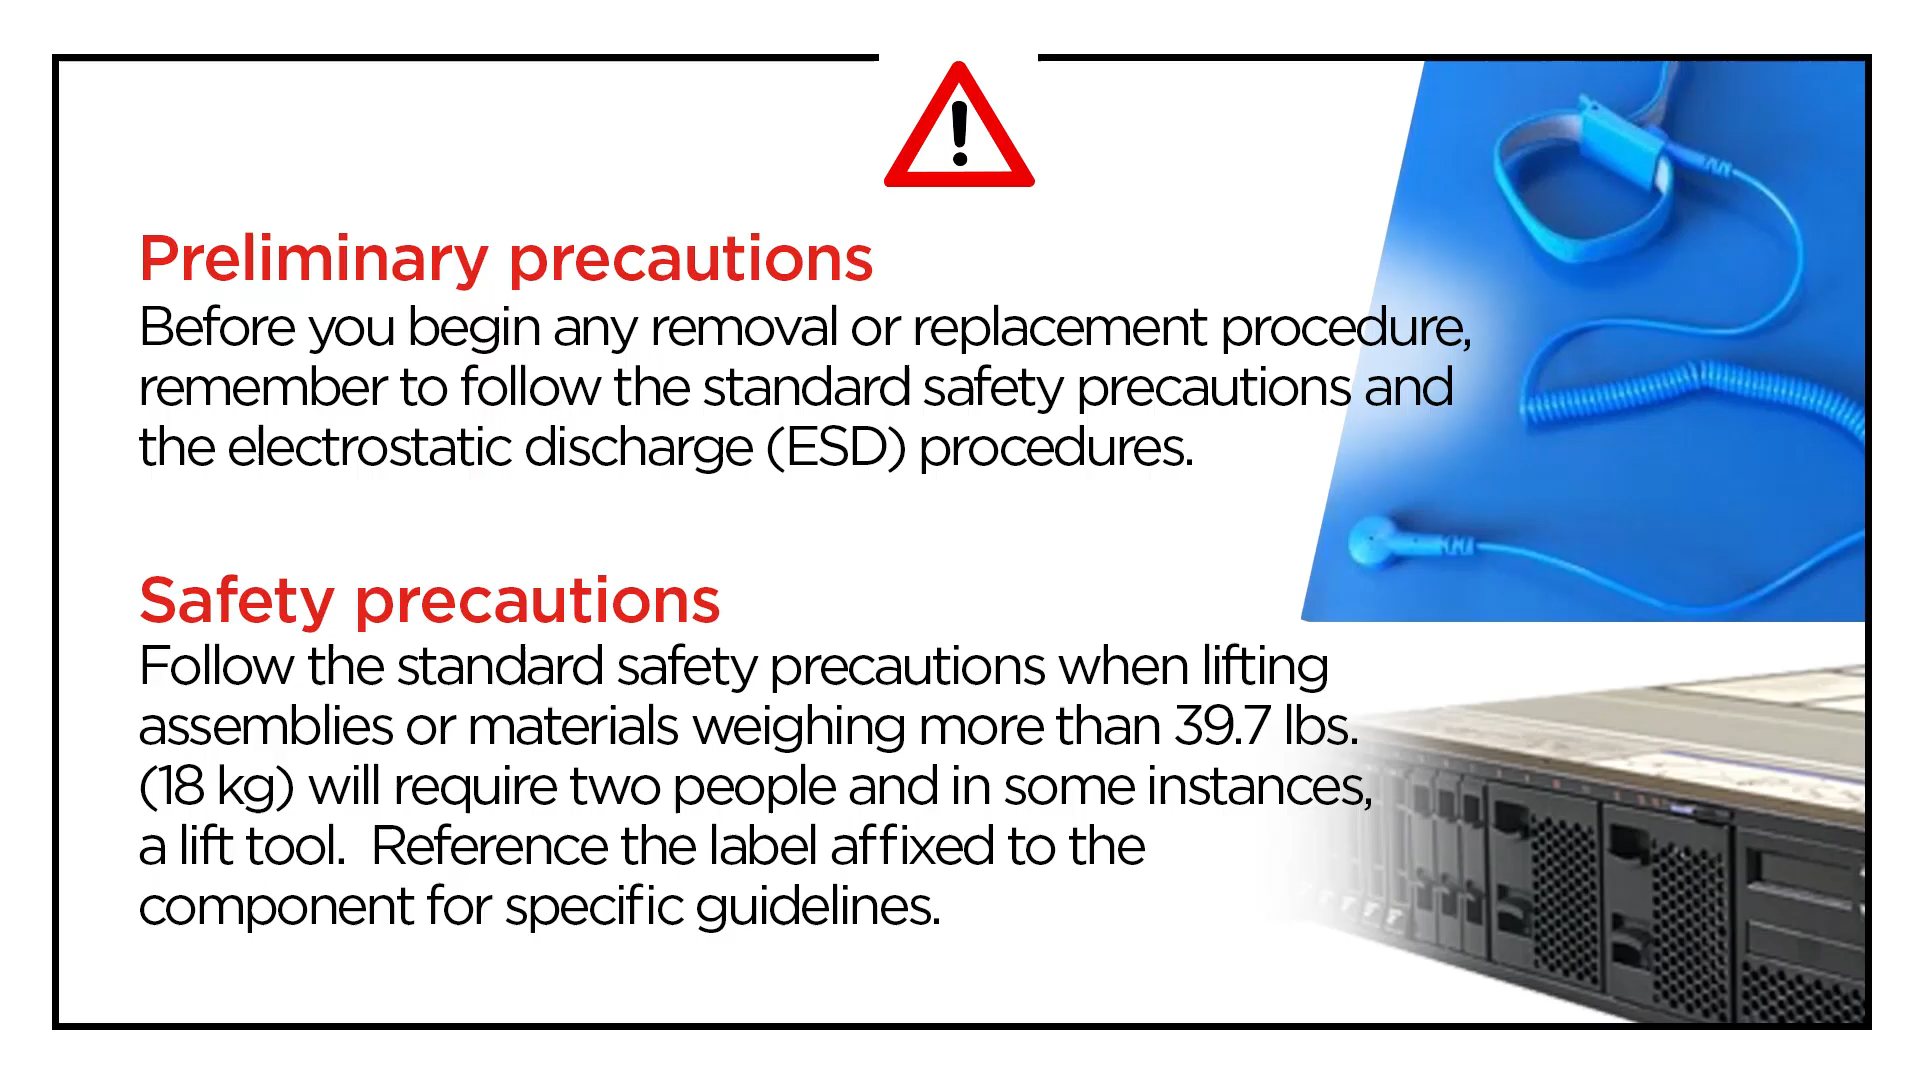 Preliminary precautions
Before you begin any removal or replacement procedure,
remember to follow the standard safety precautions and
the electrostatic discharge (ESD) procedures.
Safety precautions
Follow the standard safety precautions when lifting
assemblies or materials weighing more than 39.7 lbs.
(18 kg) will require two people and in some instances,
a lift tool.  Reference the label affixed to the
component for specific guidelines.